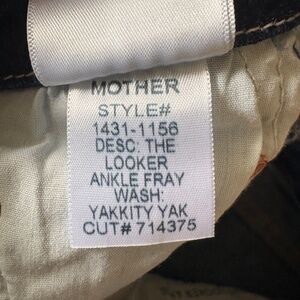 MOTHER
STYLE#
1431-1156
DESC: THE
LOOKER
ANKLE FRAY
WASH:
YAKKITY YAK
CUT# 714375